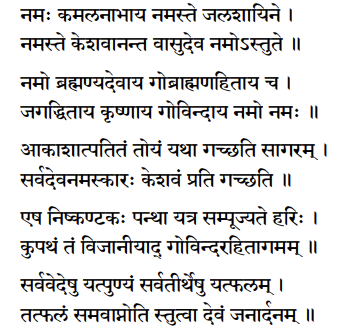 नमः कमलनाभाय नमस्ते जलशायिने ।
नमस्ते केशवानन्त वासुदेव नमोऽस्तुते ॥
नमो ब्रह्मण्यदेवाय गोब्राह्मणहिताय च ।
जगद्धिताय कृष्णाय गोविन्दाय नमो नमः ॥
आकाशात्पतितं तोयं यथा गच्छति सागरम् ।
सर्वदेवनमस्कारः केशवं प्रति गच्छति ॥
एष निष्कण्टकः पन्था यत्र सम्पूज्यते हरिः ।
कुपथं तं विजानीयाद् गोविन्दरहितागमम् ॥
सर्ववेदेषु यत्पुण्यं सर्वतीर्थेषु यत्फलम् ।
तत्फलं समवाप्नोति स्तुत्वा देवं जनार्दनम् ॥